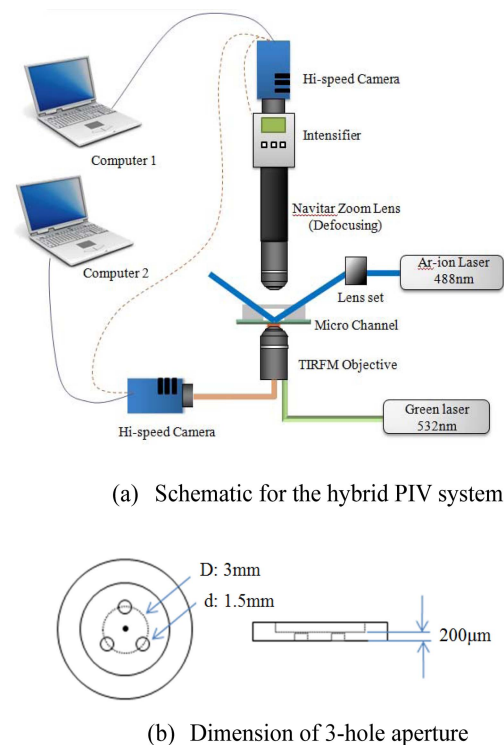 Hi-speed Camera
Computer 1
Intensifier
Navitar Zoom Lens
(Defocusing)
Computer 2
Ar-ion Laser
488nm
Lens set
Micro Channel
TIRFM Objective
Hi-speed Camera
Green laser
532nm
(a) Schematic for the hybrid PIV system
D: 3mm
d: 1.5mm
200μm
(b) Dimension of 3-hole aperture